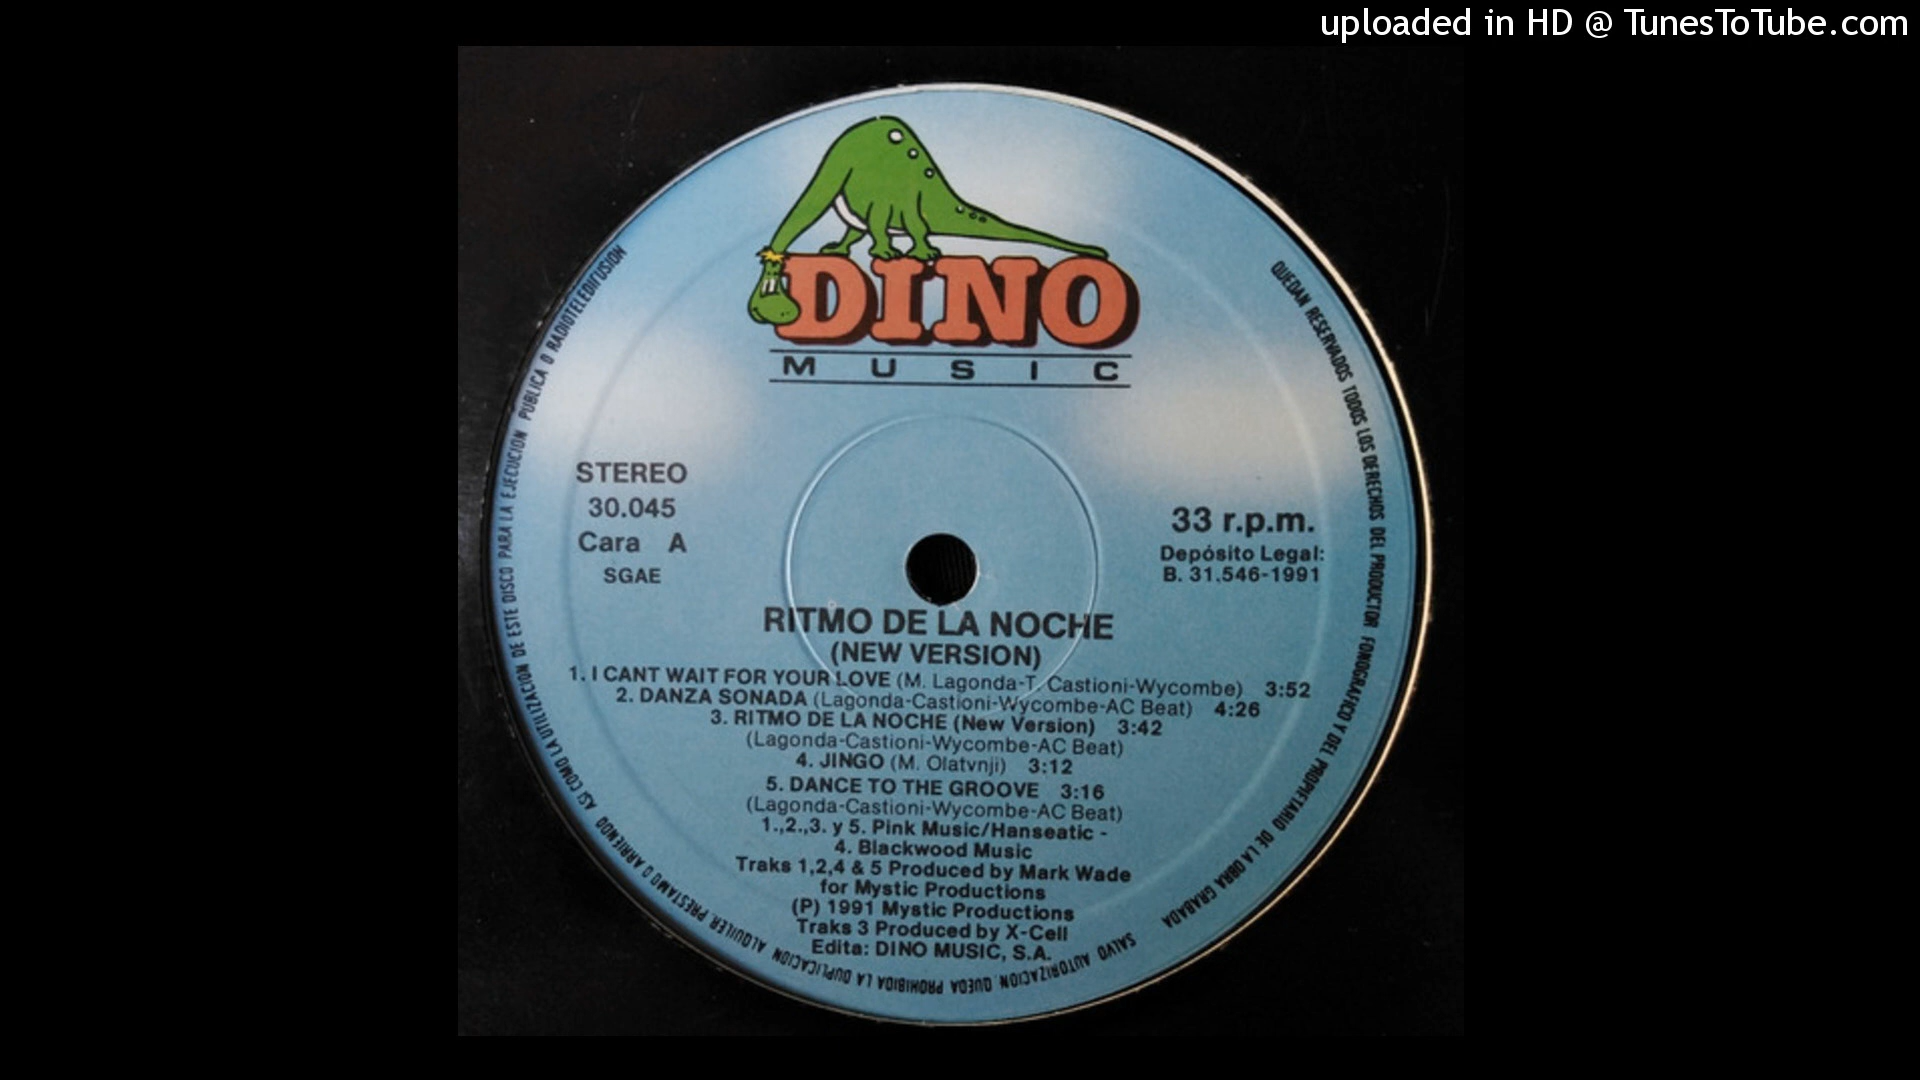 uploaded in HD @ TunesToTube.com
DINO
MUSIC
STEREO
30.045
Cara A
SGAE
33 r.p.m.
Depósito Legal:
B. 31.546-1991
RITMO DE LA NOCHE
(NEW VERSION)
1. I CANT WAIT FOR YOUR LOVE (M. Lagonda-T. Castioni-Wycombe) 3:52
2. DANZA SONADA (Lagonda-Castioni-Wycombe-AC Beat) 4:26
3. RITMO DE LA NOCHE (New Version) 3:42
(Lagonda-Castioni-Wycombe-AC Beat)
4. JINGO (M. Olatvnji) 3:12
5. DANCE TO THE GROOVE 3:16
(Lagonda-Castioni-Wycombe-AC Beat)
1.,2.,3. y 5. Pink Music/Hanseatic -
4. Blackwood Music
Traks 1,2,4 & 5 Produced by Mark Wade
for Mystic Productions
(P) 1991 Mystic Productions
Traks 3 Produced by X-Cell
Edita: DINO MUSIC, S.A.
QUEDAN RESERVADOS TODOS LOS DERECHOS DEL PRODUCTOR FONOGRAFICO Y DEL PROPIETARIO DE LA OBRA GRABADA
SALVO AUTORIZACION QUEDA PROHIBIDA LA DUPLICACION ALQUILER, PRESTAMO O ARRIENDO ASI COMO LA UTILIZACION DE ESTE DISCO PARA LA EJECUCION PUBLICA O RADIOTELEDIFUSION